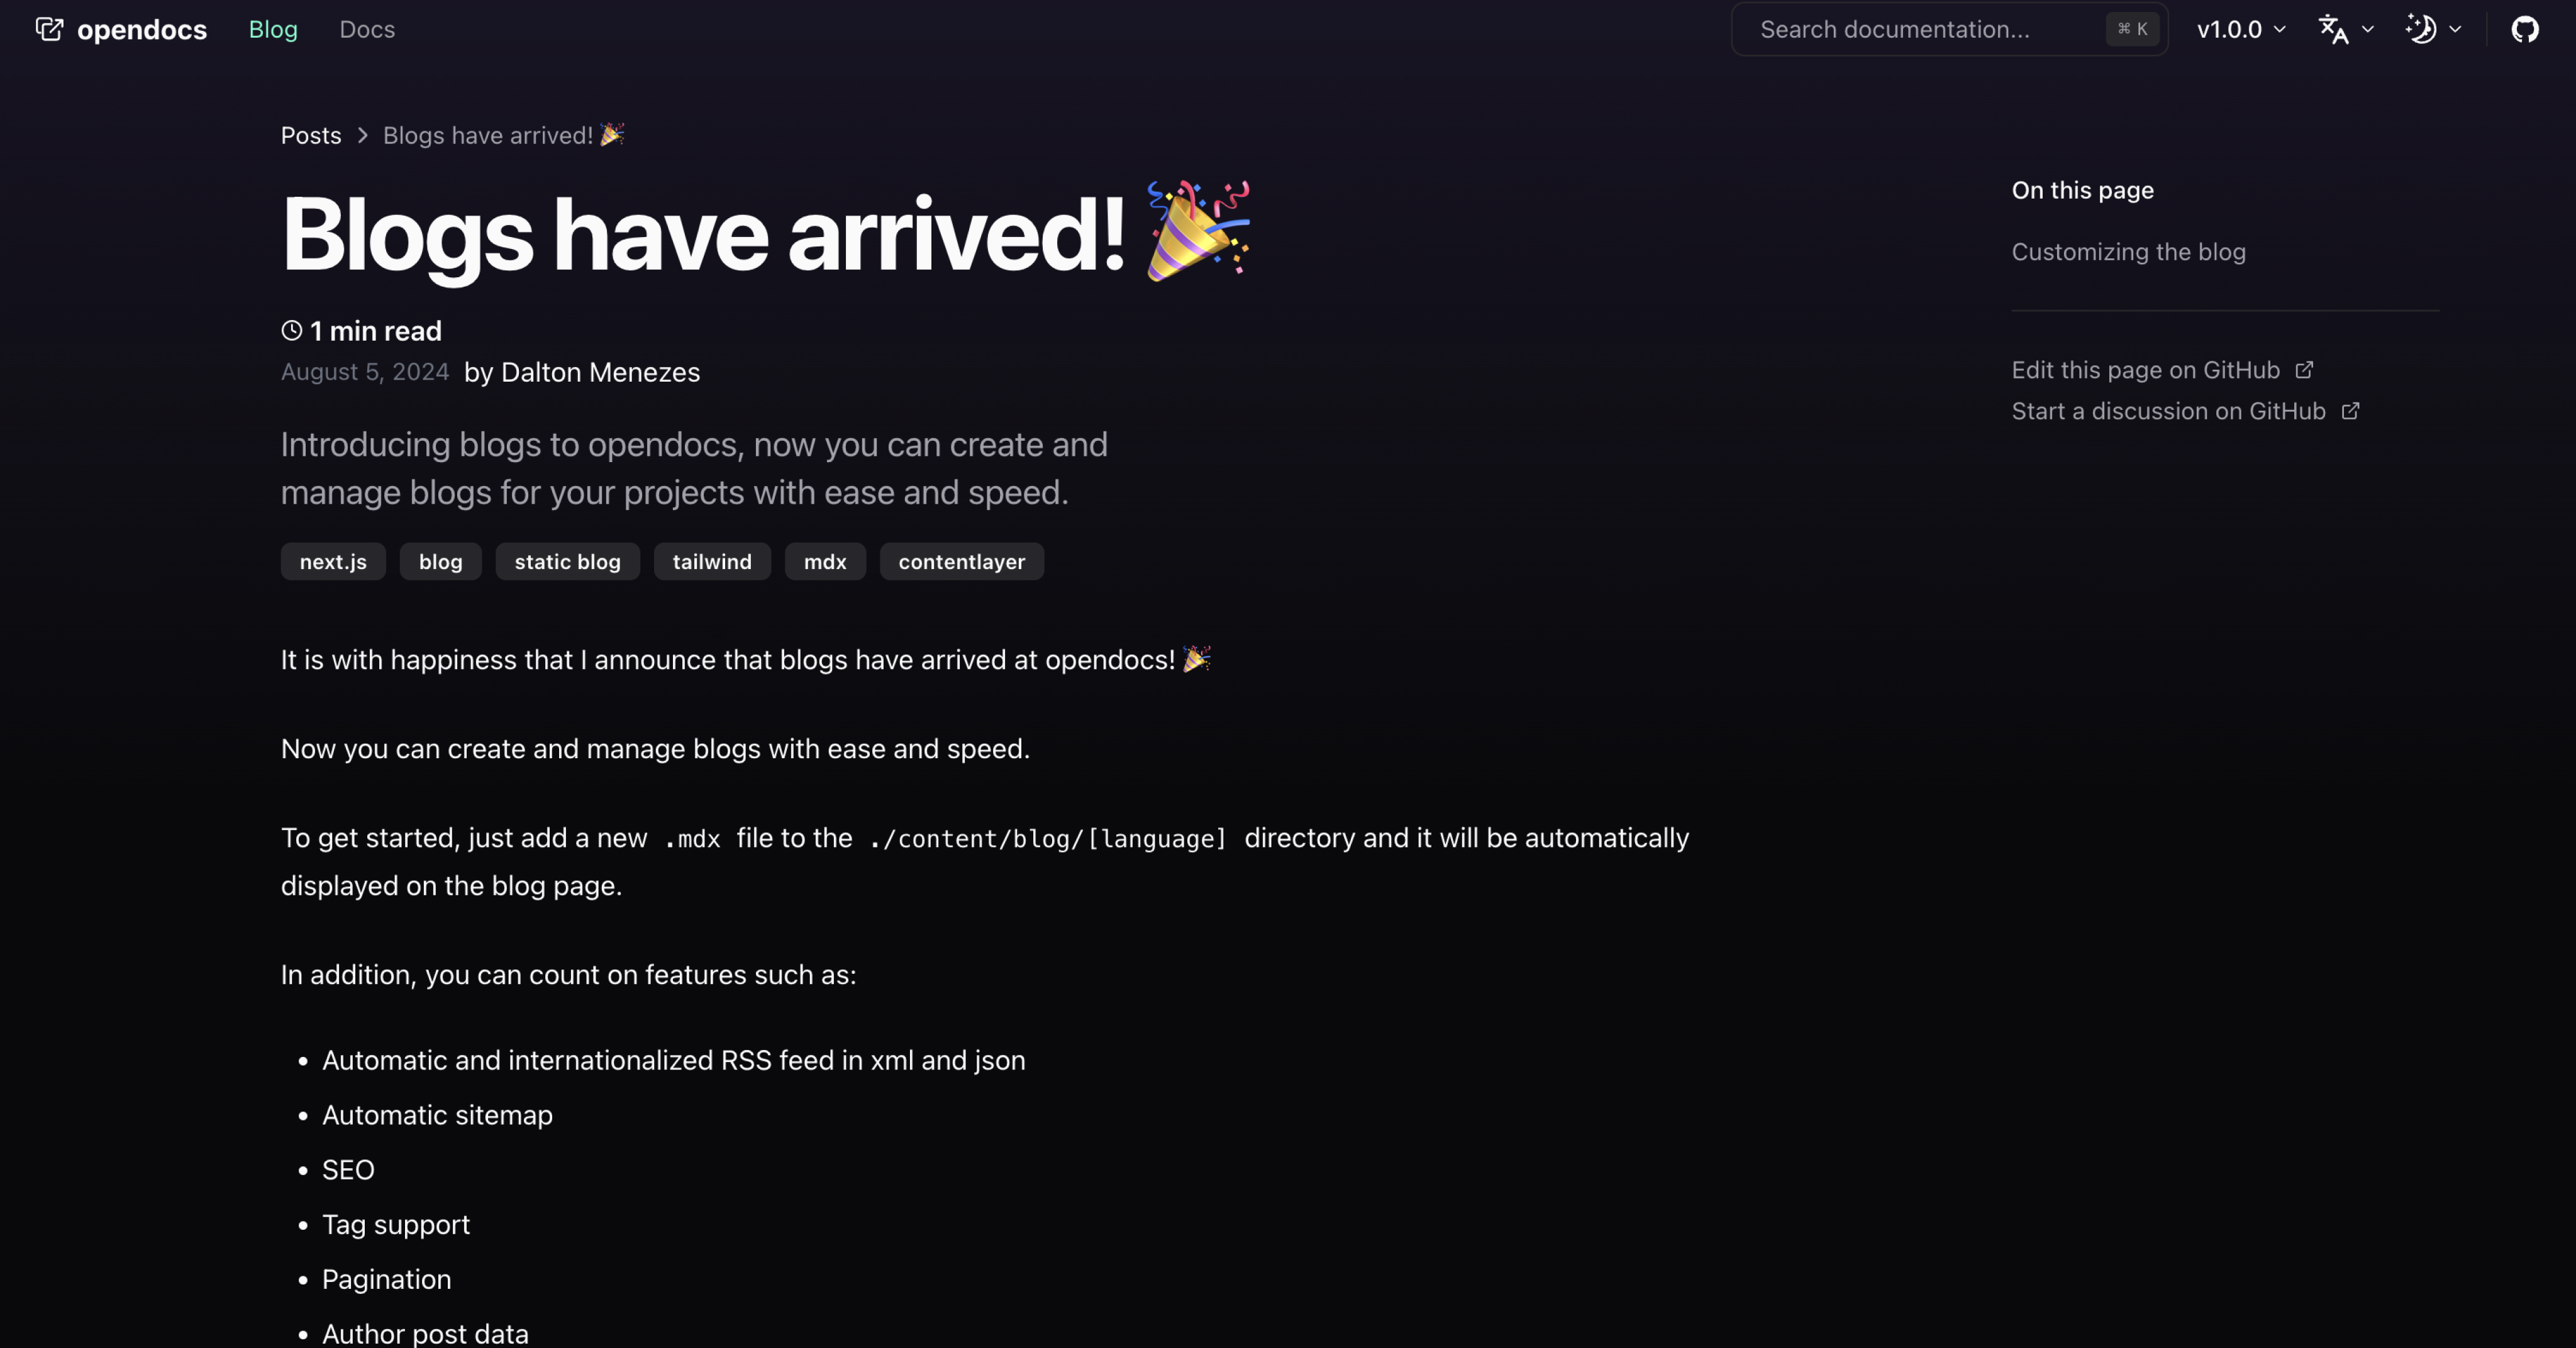 opendocs Blog Docs Search documentation... ⌘ K v1.0.0
Posts > Blogs have arrived! 🎉
Blogs have arrived! 🎉
1 min read
August 5, 2024 by Dalton Menezes
Introducing blogs to opendocs, now you can create and
manage blogs for your projects with ease and speed.
next.js blog static blog tailwind mdx contentlayer
It is with happiness that I announce that blogs have arrived at opendocs! 🎉
Now you can create and manage blogs with ease and speed.
To get started, just add a new .mdx file to the ./content/blog/[language] directory and it will be automatically
displayed on the blog page.
In addition, you can count on features such as:
• Automatic and internationalized RSS feed in xml and json
• Automatic sitemap
• SEO
• Tag support
• Pagination
• Author post data
On this page
Customizing the blog
Edit this page on GitHub
Start a discussion on GitHub